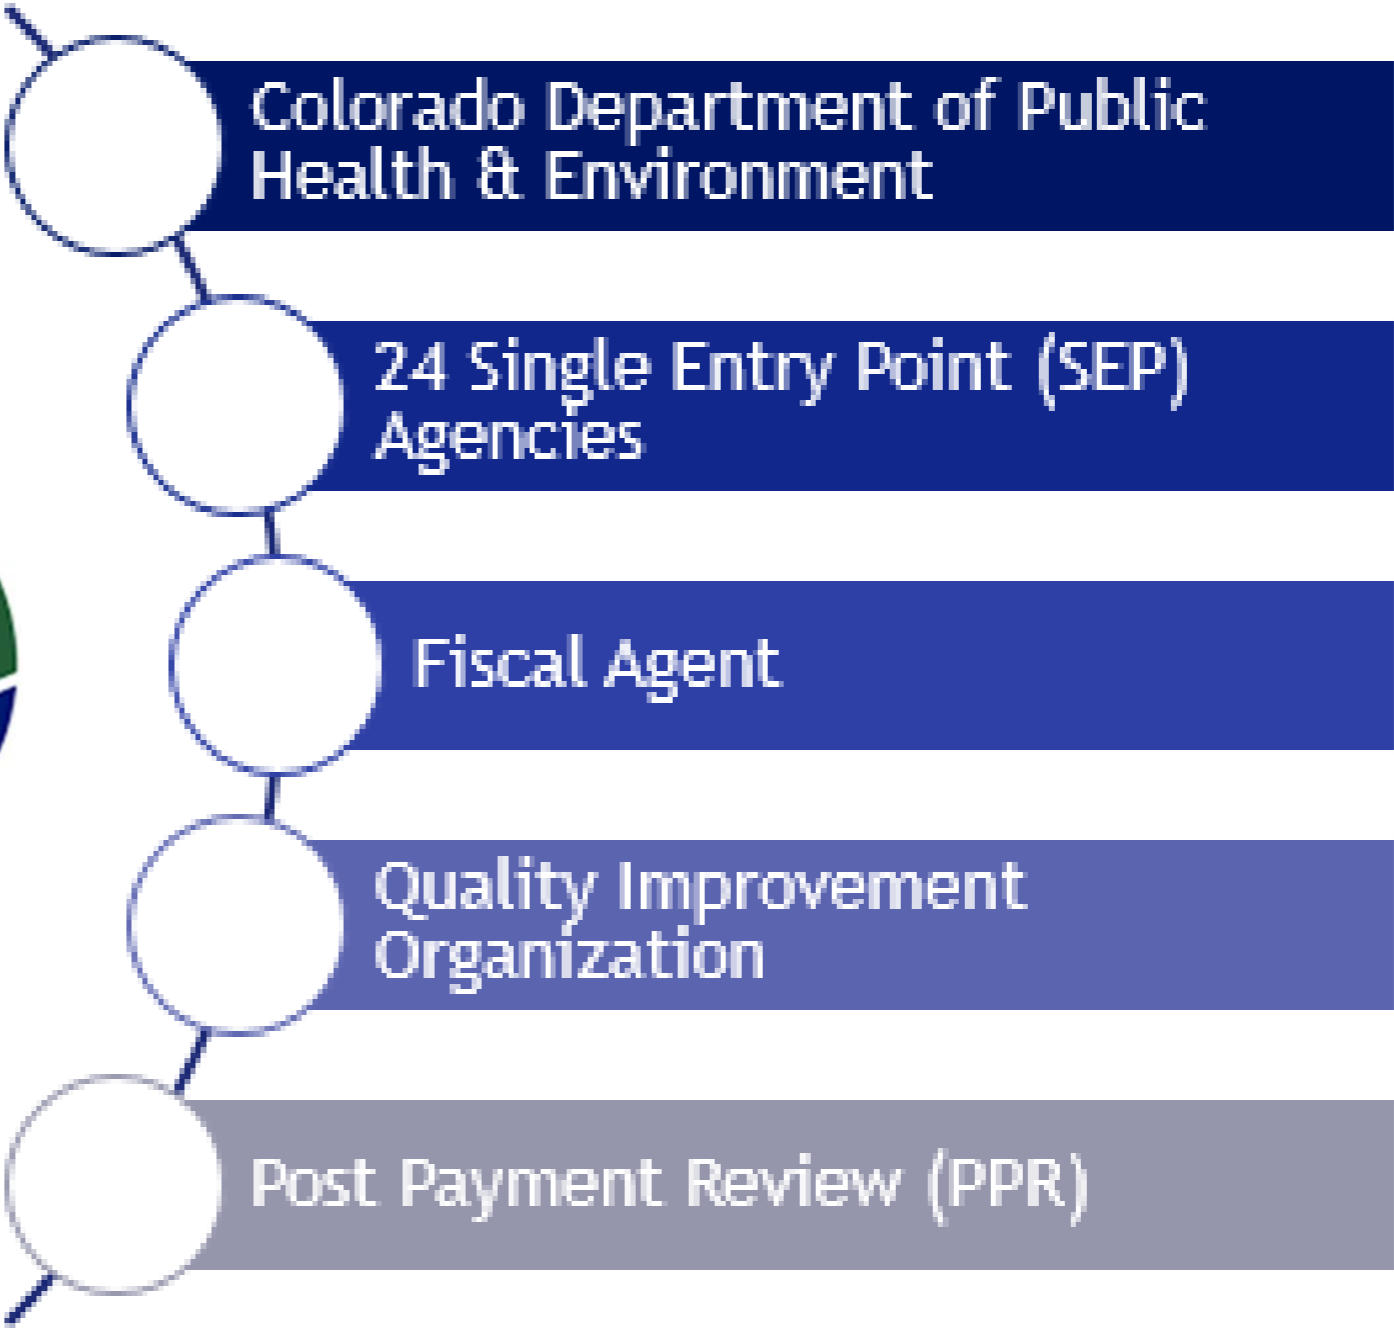 Colorado Department of Public
Health & Environment
24 Single Entry Point (SEP)
Agencies
Fiscal Agent
Quality Improvement
Organization
Post Payment Review (PPR)